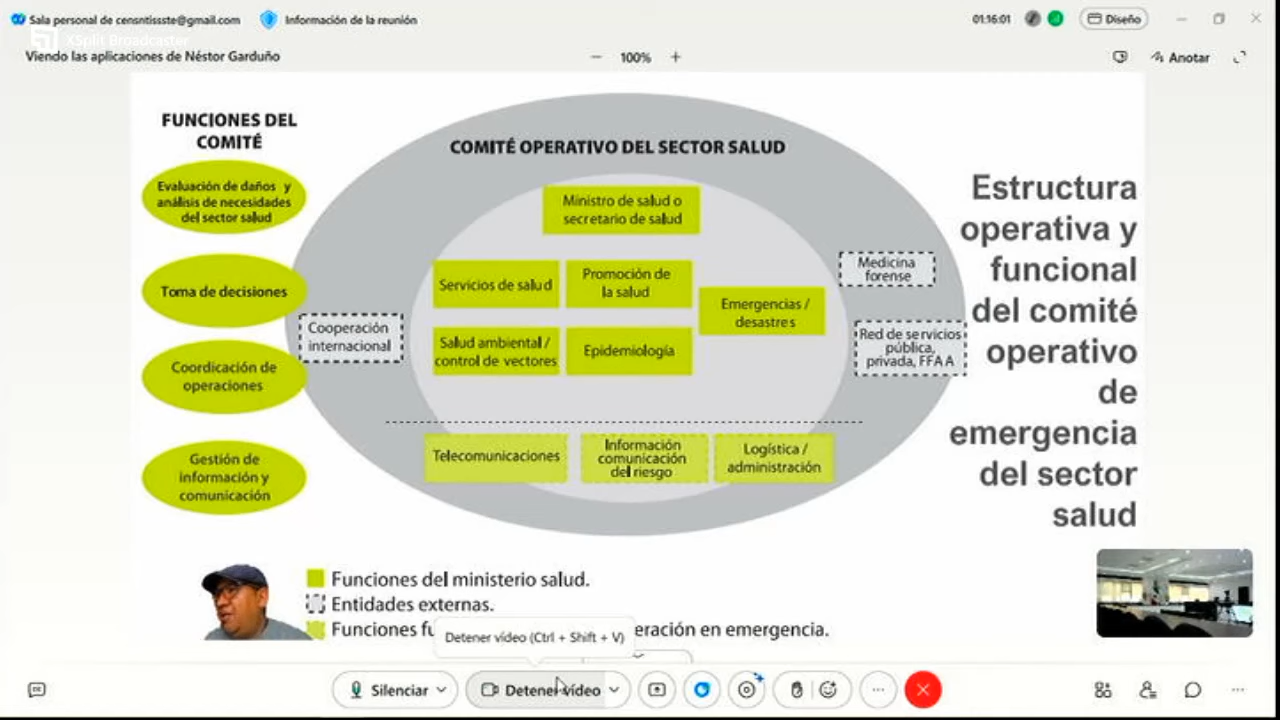 Sala personal de censntissste@gmail.com
Información de la reunión
01:16:01
Diseño
XSplit Broadcaster
Viendo las aplicaciones de Néstor Garduño
100%
Anotar
FUNCIONES DEL
COMITÉ
Evaluación de daños y
análisis de necesidades
del sector salud
Toma de decisiones
Coordicación de
operaciones
Gestión de
información y
comunicación
COMITÉ OPERATIVO DEL SECTOR SALUD
Ministro de salud o
secretario de salud
Servicios de salud
Promoción de
la salud
Emergencias /
desastres
Salud ambiental /
control de vectores
Epidemiología
Cooperación
internacional
Medicina
forense
Red de servicios
pública,
privada, FFAA
Telecomunicaciones
Información
comunicación
del riesgo
Logística /
administración
Estructura
operativa y
funcional
del comité
operativo
de
emergencia
del sector
salud
Funciones del ministerio salud.
Entidades externas.
Funciones fu eración en emergencia.
Detener vídeo (Ctrl + Shift + V)
Silenciar
Detener vídeo